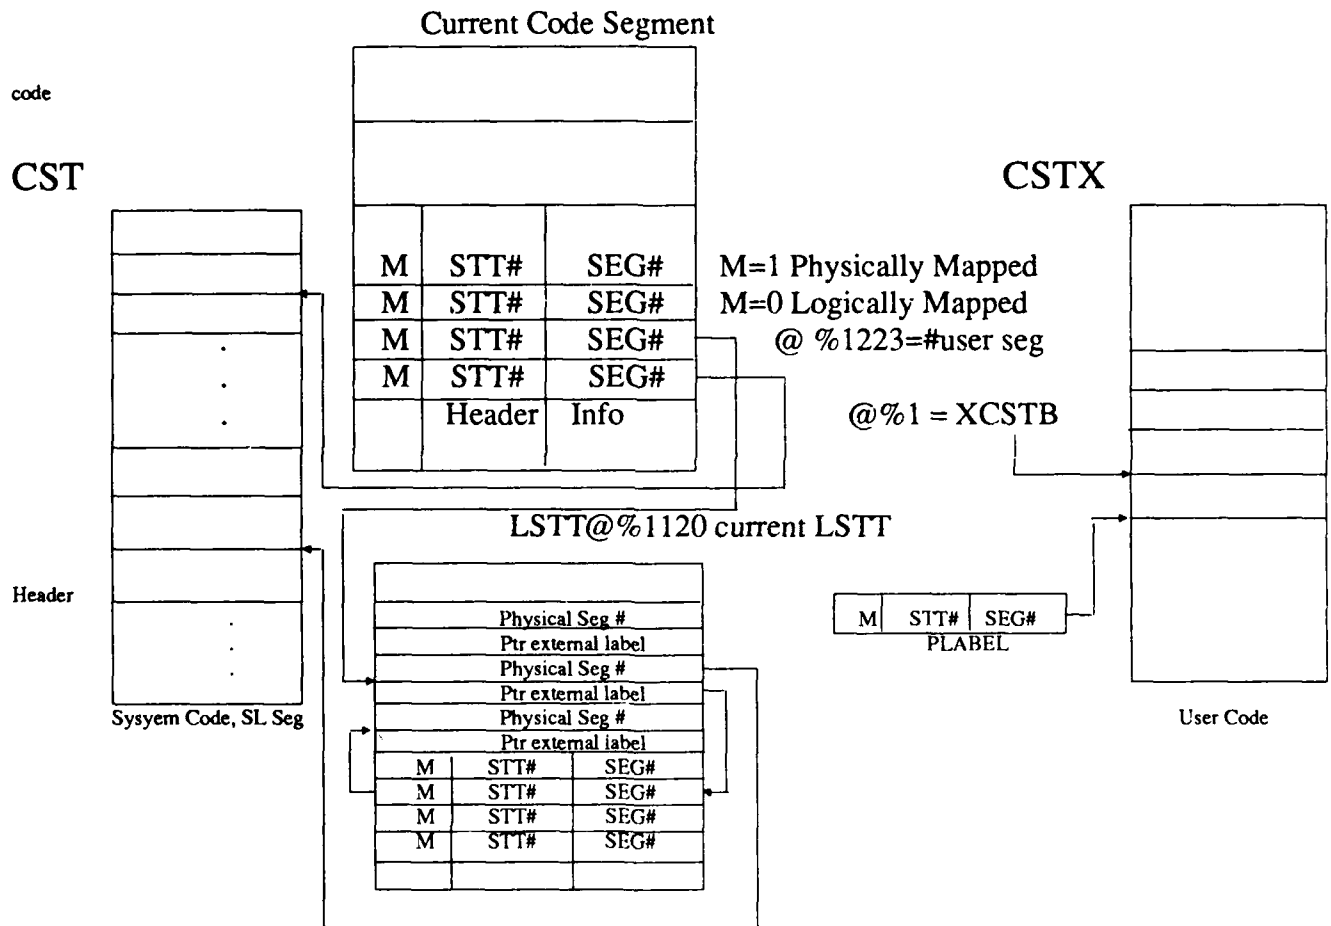 Current Code Segment
code
CST
CSTX
M STT# SEG# M=1 Physically Mapped
M STT# SEG# M=0 Logically Mapped
M STT# SEG# @ %1223=#user seg
M STT# SEG#
Header Info
@%1 = XCSTB
LSTT@%1120 current LSTT
Header
Physical Seg #
Ptr external label
Physical Seg #
Ptr external label
Physical Seg #
Ptr external label
M STT# SEG#
M STT# SEG#
M STT# SEG#
M STT# SEG#
M STT# SEG#
PLABEL
Sysyem Code, SL Seg
User Code